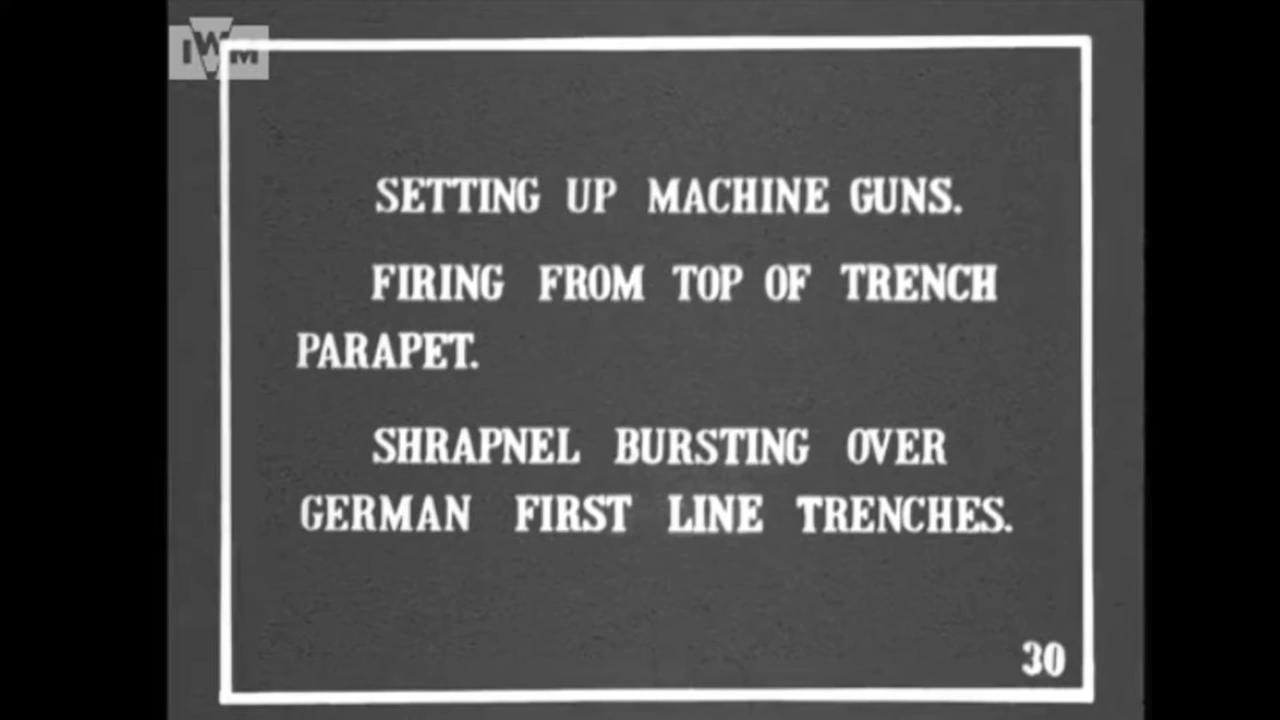 IWM
SETTING UP MACHINE GUNS.
FIRING FROM TOP OF TRENCH
PARAPET.
SHRAPNEL BURSTING OVER
GERMAN FIRST LINE TRENCHES.
30